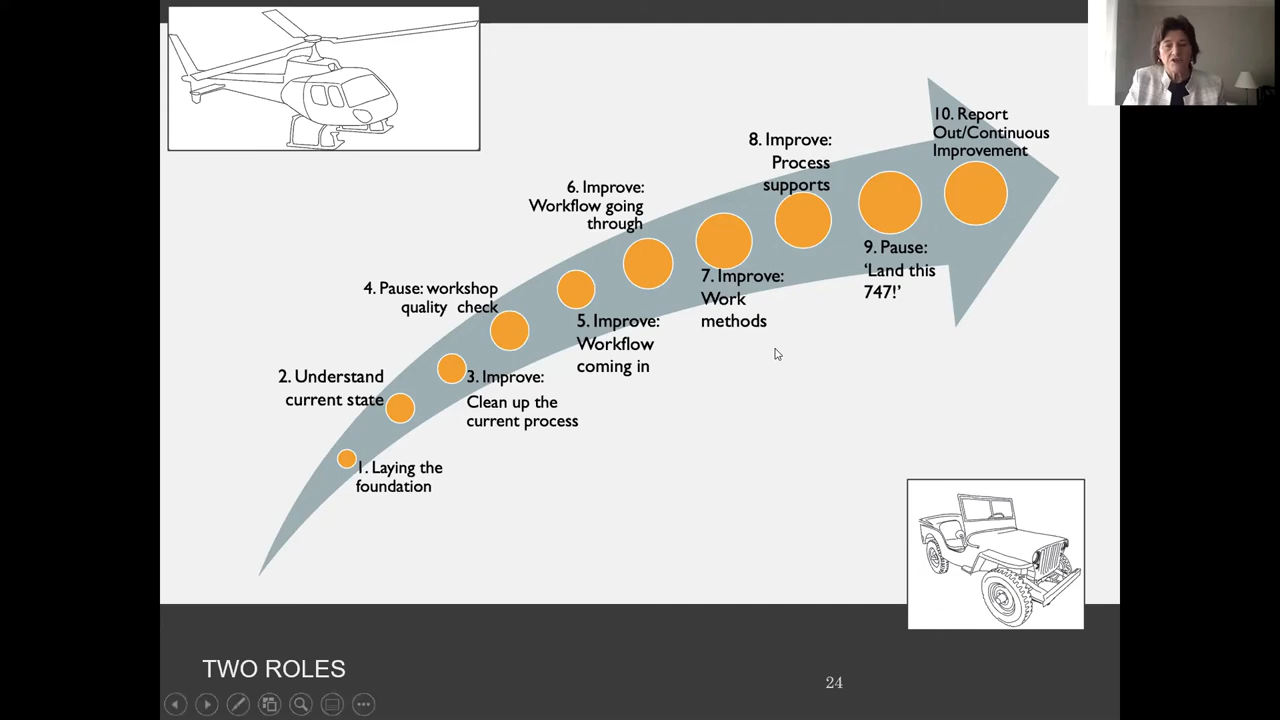 10. Report
Out/Continuous
Improvement
8. Improve:
Process
supports
6. Improve:
Workflow going
through
9. Pause:
‘Land this
747!’
7. Improve:
Work
methods
4. Pause: workshop
quality check
5. Improve:
Workflow
coming in
2. Understand
current state
3. Improve:
Clean up the
current process
1. Laying the
foundation
TWO ROLES
24